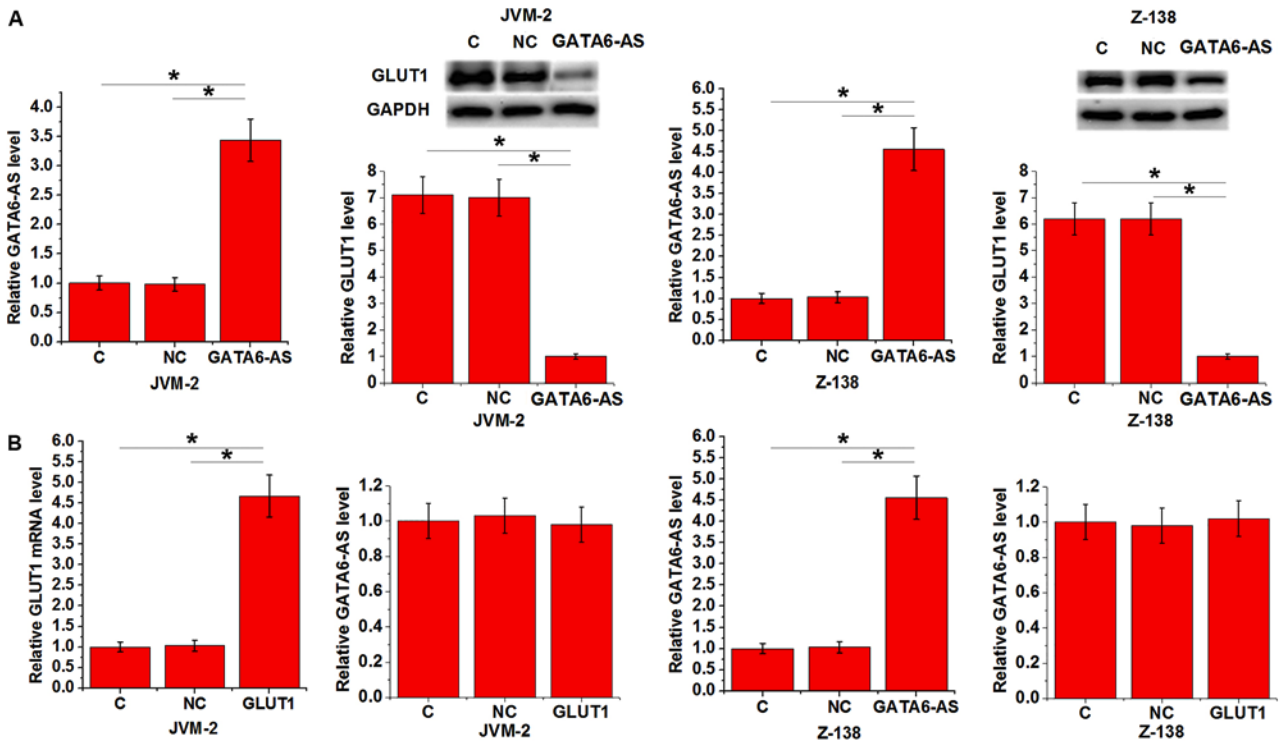 A
JVM-2
C NC GATA6-AS
GLUT1
GAPDH
Z-138
C NC GATA6-AS
Relative GATA6-AS level
4.0
3.5
3.0
2.5
2.0
1.5
1.0
0.5
0.0
* *
C NC GATA6-AS
JVM-2
Relative GLUT1 level
8
7
6
5
4
3
2
1
0
* *
C NC GATA6-AS
JVM-2
Relative GATA6-AS level
6.0
5.5
5.0
4.5
4.0
3.5
3.0
2.5
2.0
1.5
1.0
0.5
0.0
* *
C NC GATA6-AS
Z-138
Relative GLUT1 level
8
7
6
5
4
3
2
1
0
* *
C NC GATA6-AS
Z-138
B
Relative GLUT1 mRNA level
6.0
5.5
5.0
4.5
4.0
3.5
3.0
2.5
2.0
1.5
1.0
0.5
0.0
* *
C NC GLUT1
JVM-2
Relative GATA6-AS level
1.2
1.0
0.8
0.6
0.4
0.2
0.0
C NC GLUT1
JVM-2
Relative GATA6-AS level
6.0
5.5
5.0
4.5
4.0
3.5
3.0
2.5
2.0
1.5
1.0
0.5
0.0
* *
C NC GATA6-AS
Z-138
Relative GATA6-AS level
1.2
1.0
0.8
0.6
0.4
0.2
0.0
C NC GLUT1
Z-138